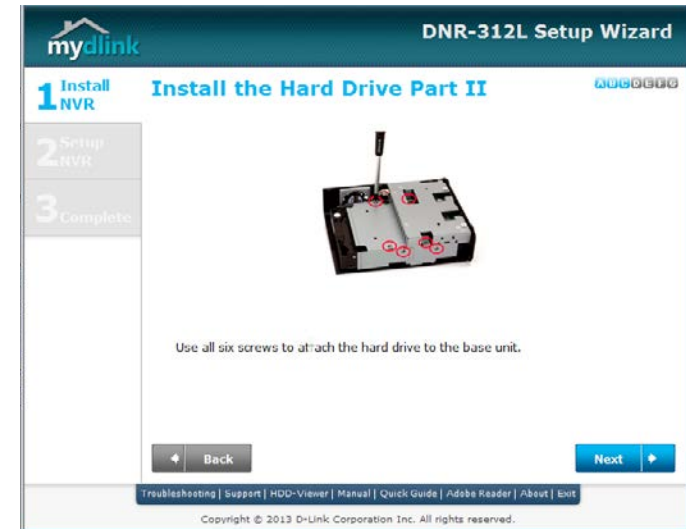 mydlink
DNR-312L Setup Wizard
1 Install
NVR
Install the Hard Drive Part II
A B C D E F G
2 Setup
NVR
3 Complete
Use all six screws to attach the hard drive to the base unit.
Back
Next
Troubleshooting | Support | HDD-Viewer | Manual | Quick Guide | Adobe Reader | About | Exit
Copyright © 2013 D-Link Corporation Inc. All rights reserved.